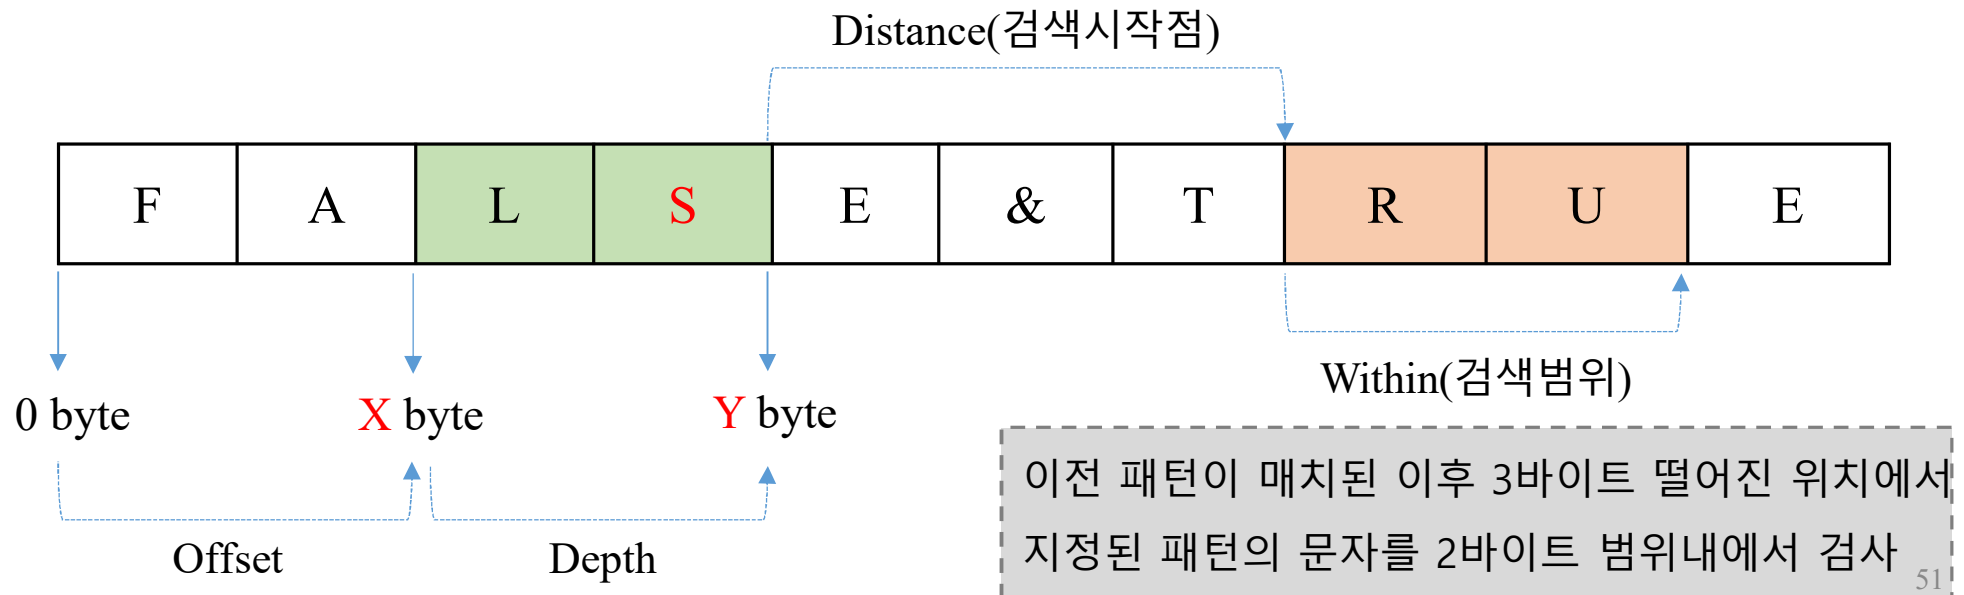 Distance(검색시작점)
F A L S E & T R U E
0 byte X byte Y byte
Within(검색범위)
Offset Depth
이전 패턴이 매치된 이후 3바이트 떨어진 위치에서
지정된 패턴의 문자를 2바이트 범위내에서 검사
51